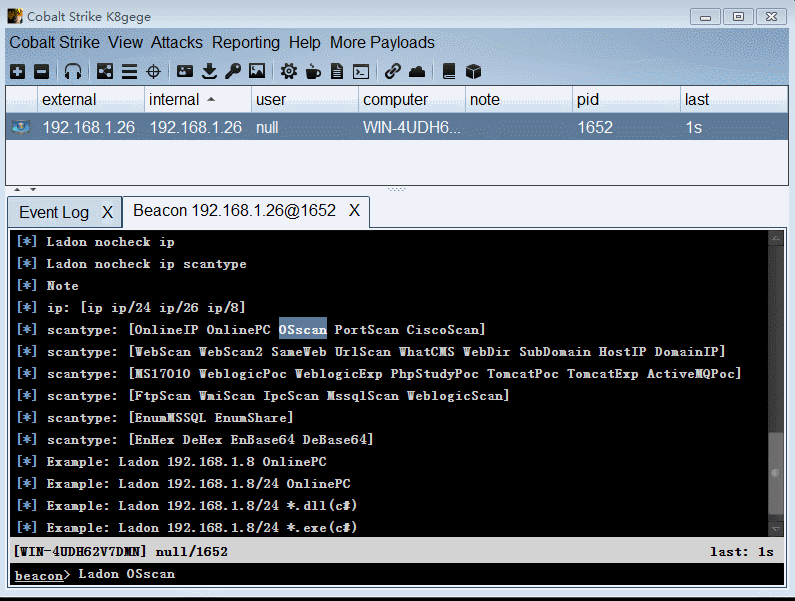 Cobalt Strike K8gege
Cobalt Strike View Attacks Reporting Help More Payloads
external internal user computer note pid last
192.168.1.26 192.168.1.26 null WIN-4UDH6... 1652 1s
Event Log X Beacon 192.168.1.26@1652 X
[*] Ladon nocheck ip
[*] Ladon nocheck ip scantype
[*] Note
[*] ip: [ip ip/24 ip/26 ip/8]
[*] scantype: [OnlineIP OnlinePC OSscan PortScan CiscoScan]
[*] scantype: [WebScan WebScan2 SameWeb UrlScan WhatCMS WebDir SubDomain HostIP DomainIP]
[*] scantype: [MS17010 WeblogicPoc WeblogicExp PhpStudyPoc TomcatPoc TomcatExp ActiveMQPoc]
[*] scantype: [FtpScan WmiScan IpcScan MssqlScan WeblogicScan]
[*] scantype: [EnumMSSQL EnumShare]
[*] scantype: [EnHex DeHex EnBase64 DeBase64]
[*] Example: Ladon 192.168.1.8 OnlinePC
[*] Example: Ladon 192.168.1.8/24 OnlinePC
[*] Example: Ladon 192.168.1.8/24 *.dll(c#)
[*] Example: Ladon 192.168.1.8/24 *.exe(c#)
[WIN-4UDH62V7DMN] null/1652 last: 1s
beacon> Ladon OSscan